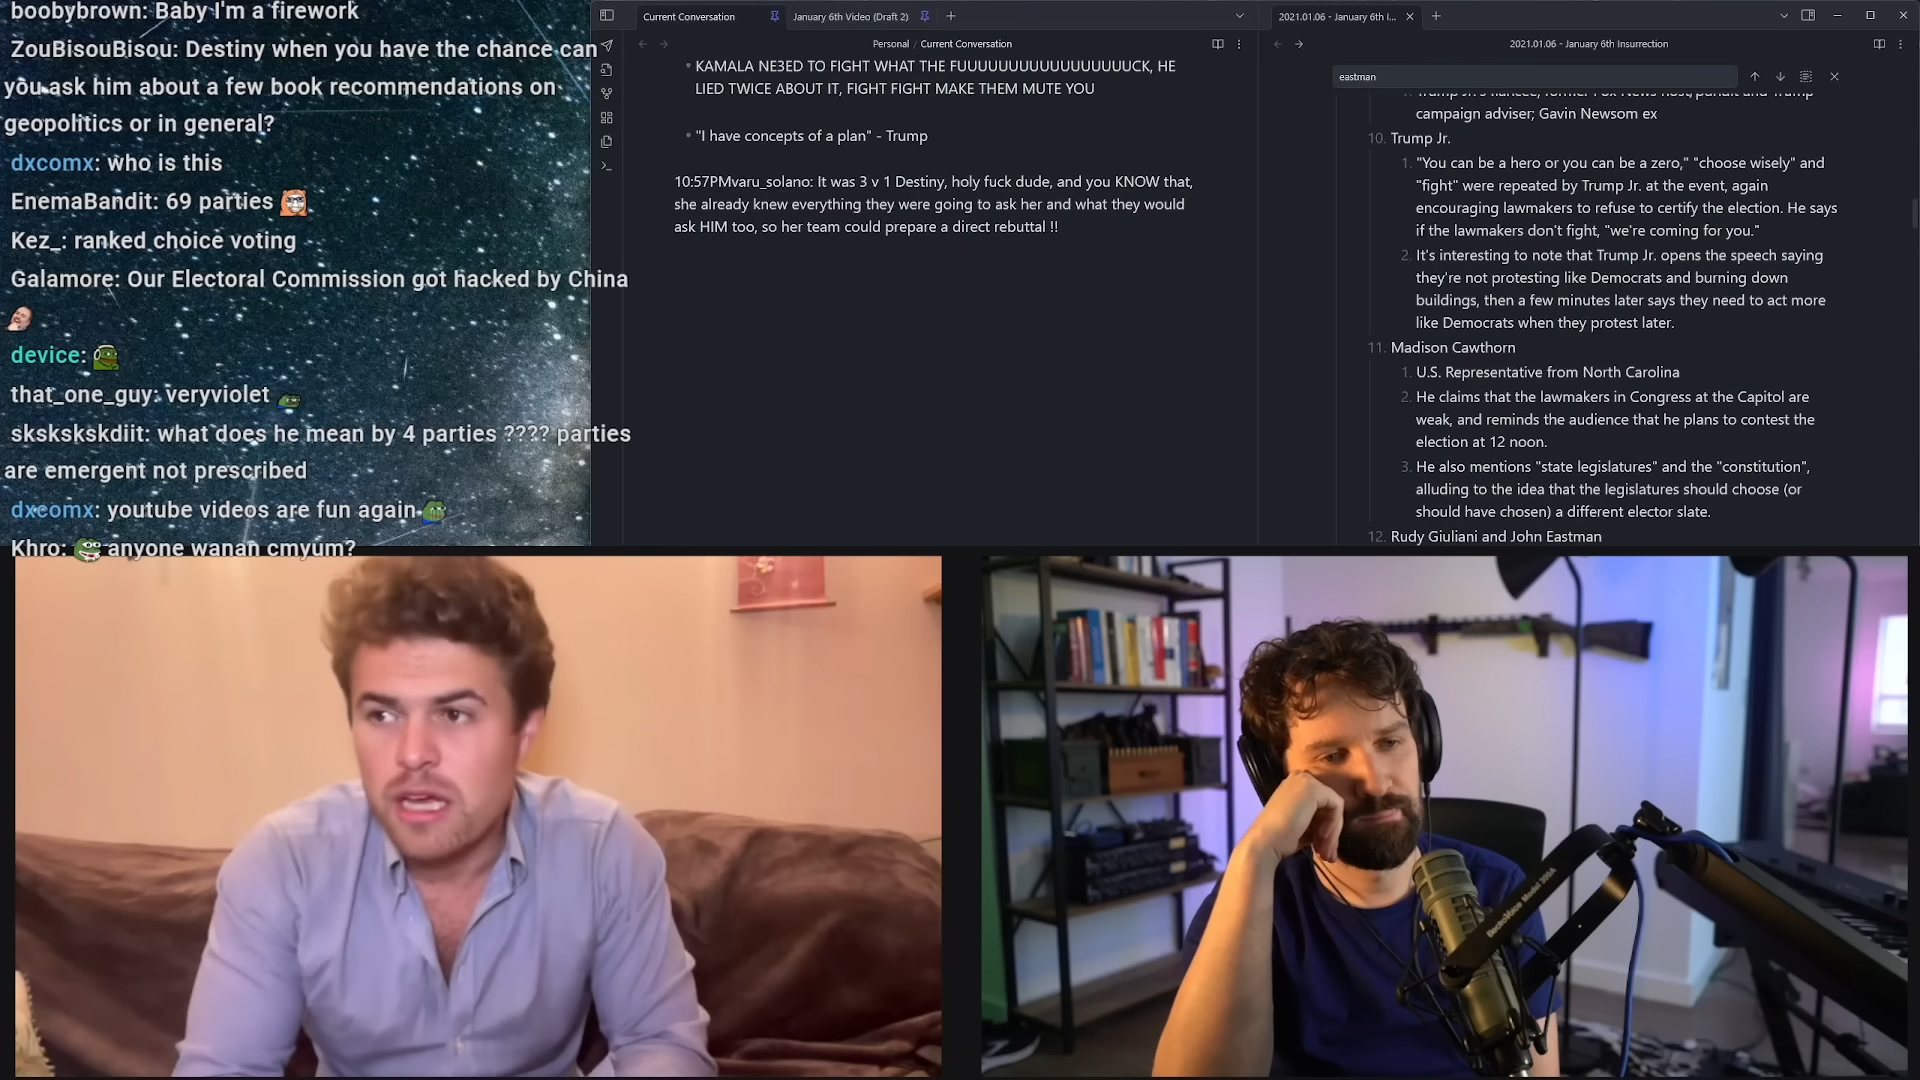 boobybrown: Baby I'm a firework
ZouBisouBisou: Destiny when you have the chance can
you ask him about a few book recommendations on
geopolitics or in general?
dxcomx: who is this
EnemaBandit: 69 parties
Kez_: ranked choice voting
Galamore: Our Electoral Commission got hacked by China
device:
that_one_guy: veryviolet
skskskskdiit: what does he mean by 4 parties ???? parties
are emergent not prescribed
dxcomx: youtube videos are fun again
Khro: anyone wanan cmyum?
Current Conversation
January 6th Video (Draft 2)
Personal / Current Conversation
KAMALA NE3ED TO FIGHT WHAT THE FUUUUUUUUUUUUUUUUUCK, HE
LIED TWICE ABOUT IT, FIGHT FIGHT MAKE THEM MUTE YOU
"I have concepts of a plan" - Trump
10:57PMvaru_solano: It was 3 v 1 Destiny, holy fuck dude, and you KNOW that,
she already knew everything they were going to ask her and what they would
ask HIM too, so her team could prepare a direct rebuttal !!
2021.01.06 - January 6th I...
2021.01.06 - January 6th Insurrection
eastman
1. Trump Jr.'s fiancee, former Fox News host, pundit and Trump
campaign adviser; Gavin Newsom ex
10. Trump Jr.
1. "You can be a hero or you can be a zero," "choose wisely" and
"fight" were repeated by Trump Jr. at the event, again
encouraging lawmakers to refuse to certify the election. He says
if the lawmakers don't fight, "we're coming for you."
2. It's interesting to note that Trump Jr. opens the speech saying
they're not protesting like Democrats and burning down
buildings, then a few minutes later says they need to act more
like Democrats when they protest later.
11. Madison Cawthorn
1. U.S. Representative from North Carolina
2. He claims that the lawmakers in Congress at the Capitol are
weak, and reminds the audience that he plans to contest the
election at 12 noon.
3. He also mentions "state legislatures" and the "constitution",
alluding to the idea that the legislatures should choose (or
should have chosen) a different elector slate.
12. Rudy Giuliani and John Eastman